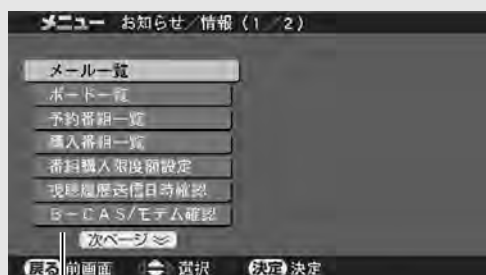 メニュー お知らせ/情報(1/2)
メール一覧
ボード一覧
予約番組一覧
購入番組一覧
番組購入限度額設定
視聴履歴送信日時確認
B-CAS/モデム確認
次ページ
戻る 前画面 選択 決定 決定